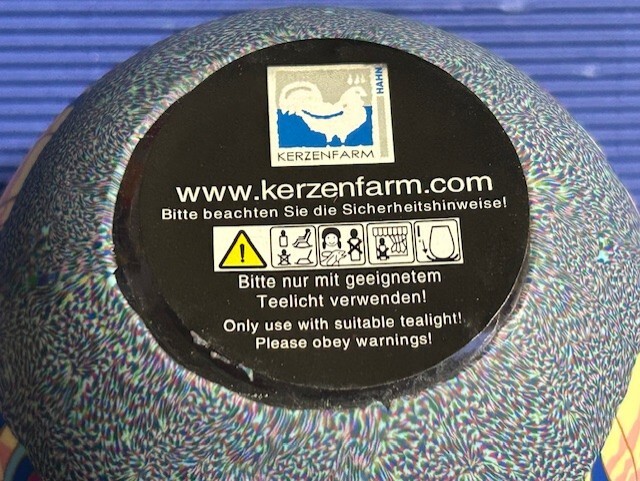 HAHN
KERZENFARM
www.kerzenfarm.com
Bitte beachten Sie die Sicherheitshinweise!
Bitte nur mit geeignetem
Teelicht verwenden!
Only use with suitable tealight!
Please obey warnings!